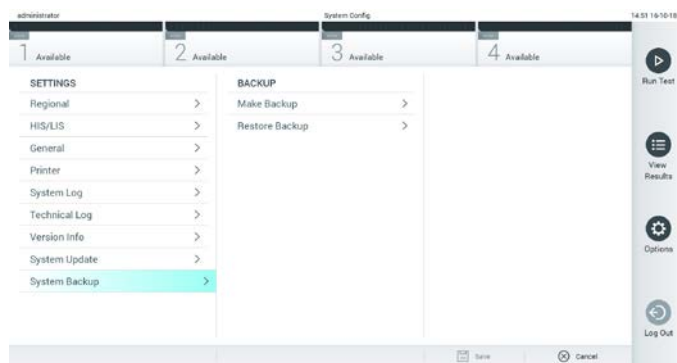 administrator System Config 14:51 16-10-18
1 Available 2 Available 3 Available 4 Available
Run Test
SETTINGS BACKUP
Regional Make Backup
HIS/LIS Restore Backup
General
Printer
System Log
Technical Log
Version Info
System Update
System Backup
View
Results
Options
Log Out
Save Cancel